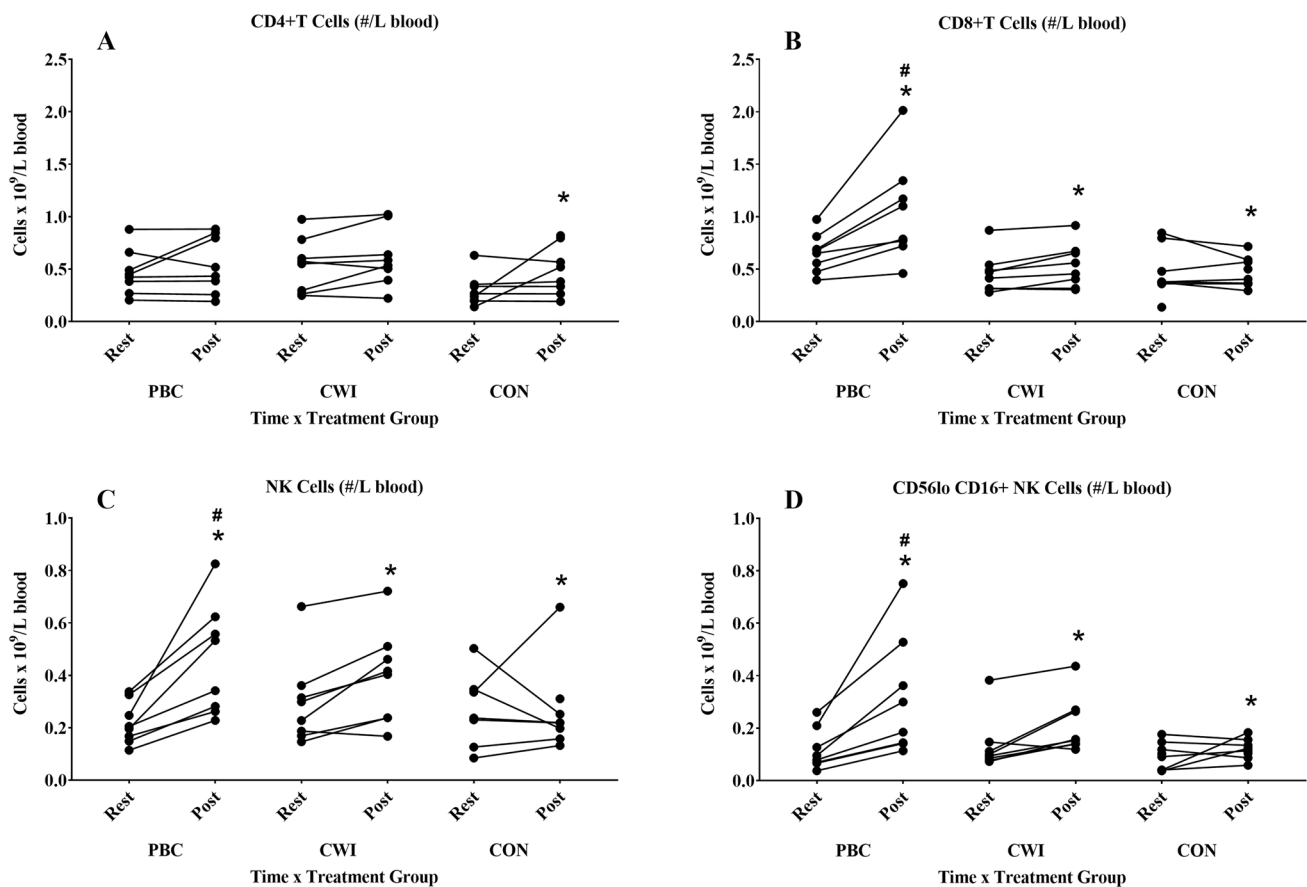 A
CD4+T Cells (#/L blood)
Cells x 10⁹/L blood
2.5
2.0
1.5
1.0
0.5
0.0
*
Rest Post Rest Post Rest Post
PBC CWI CON
Time x Treatment Group
B
CD8+T Cells (#/L blood)
Cells x 10⁹/L blood
2.5
2.0
1.5
1.0
0.5
0.0
#
*
*
*
Rest Post Rest Post Rest Post
PBC CWI CON
Time x Treatment Group
C
NK Cells (#/L blood)
Cells x 10⁹/L blood
1.0
0.8
0.6
0.4
0.2
0.0
#
*
*
*
Rest Post Rest Post Rest Post
PBC CWI CON
Time x Treatment Group
D
CD56lo CD16+ NK Cells (#/L blood)
Cells x 10⁹/L blood
1.0
0.8
0.6
0.4
0.2
0.0
#
*
*
*
Rest Post Rest Post Rest Post
PBC CWI CON
Time x Treatment Group